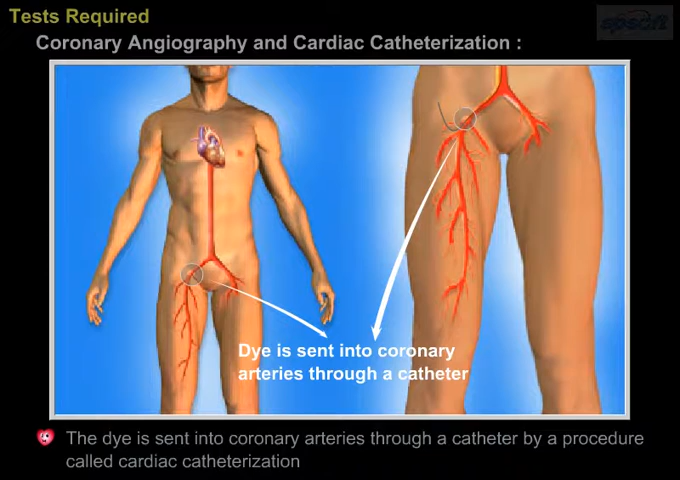 Tests Required
Coronary Angiography and Cardiac Catheterization :
Dye is sent into coronary
arteries through a catheter
The dye is sent into coronary arteries through a catheter by a procedure
called cardiac catheterization